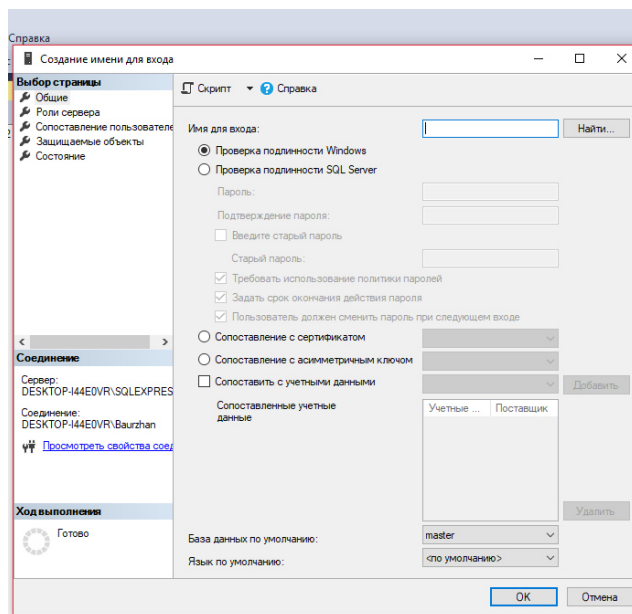 Справка
Создание имени для входа
Выбор страницы
Общие
Роли сервера
Сопоставление пользователе
Защищаемые объекты
Состояние
Скрипт
Справка
Имя для входа:
Найти...
Проверка подлинности Windows
Проверка подлинности SQL Server
Пароль:
Подтверждение пароля:
Введите старый пароль
Старый пароль:
Требовать использование политики паролей
Задать срок окончания действия пароля
Пользователь должен сменить пароль при следующем входе
Сопоставление с сертификатом
Сопоставление с асимметричным ключом
Сопоставить с учетными данными
Добавить
Сопоставленные учетные
данные
Учетные ... Поставщик
Удалить
База данных по умолчанию:
master
Язык по умолчанию:
<по умолчанию>
Соединение
Сервер:
DESKTOP-I44E0VR\SQLEXPRES
Соединение:
DESKTOP-I44E0VR\Baurzhan
Просмотреть свойства соед
Ход выполнения
Готово
OK
Отмена